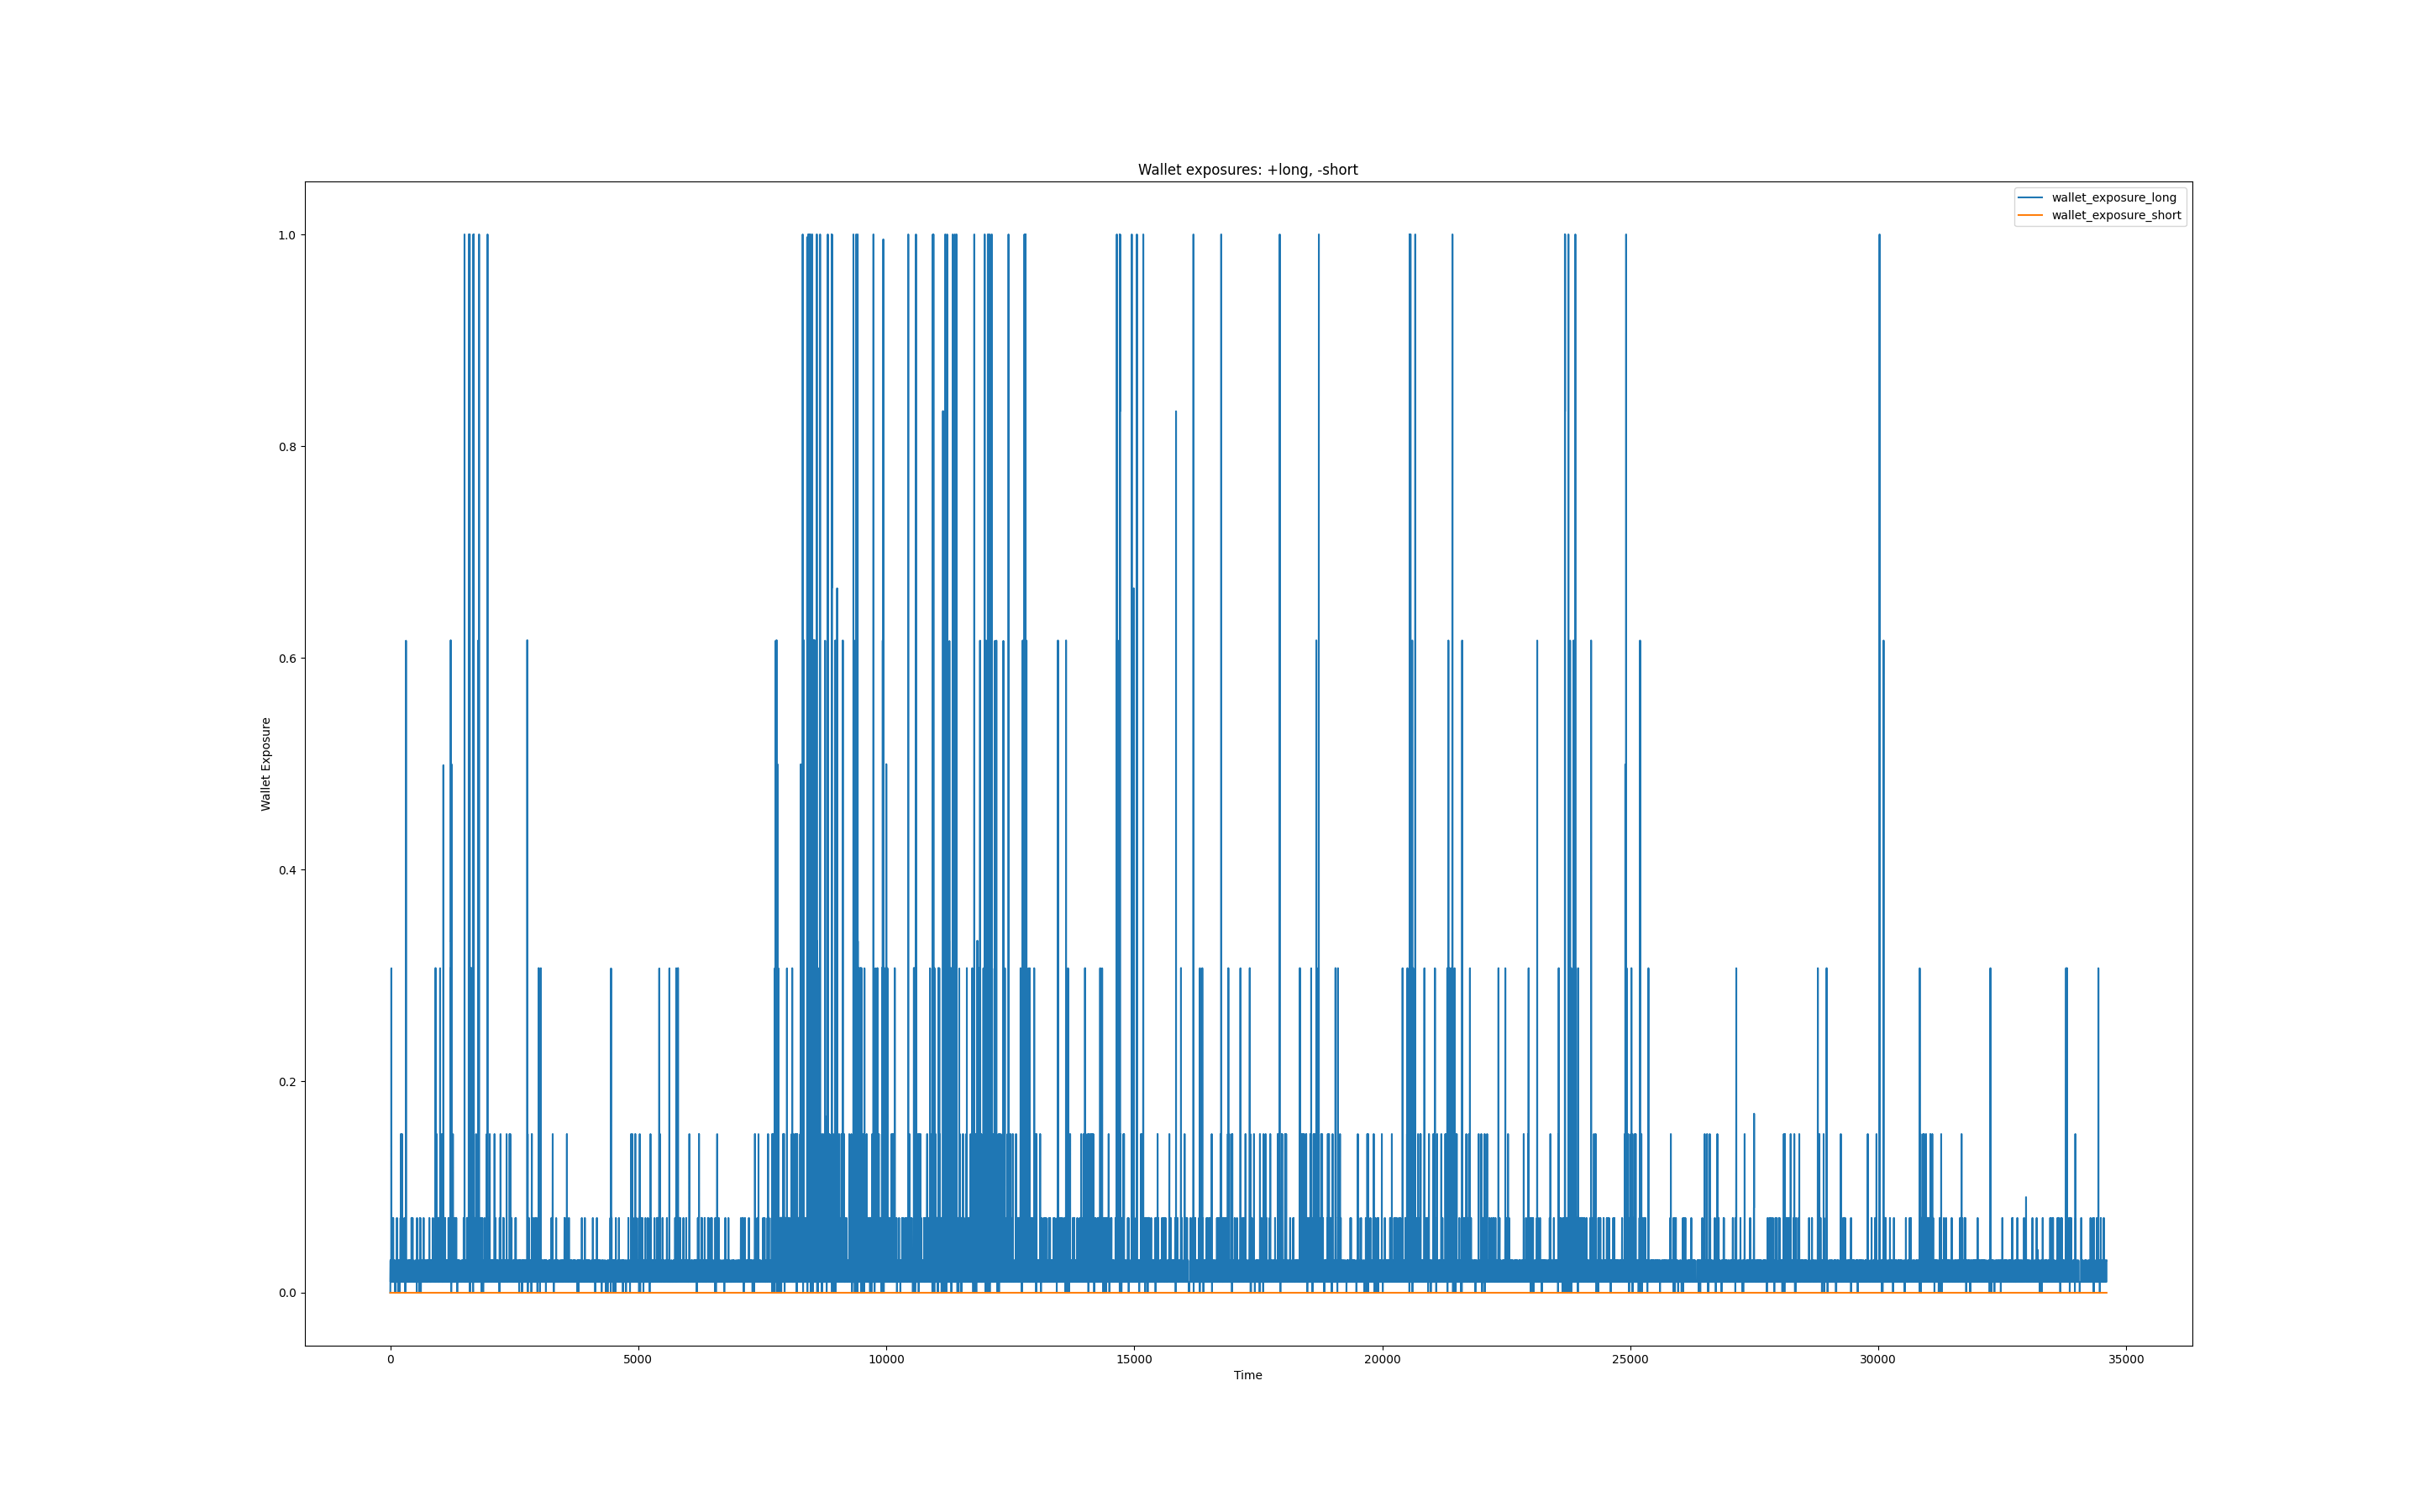 Wallet exposures: +long, -short
wallet_exposure_long
wallet_exposure_short
1.0
0.8
0.6
0.4
0.2
0.0
Wallet Exposure
0 5000 10000 15000 20000 25000 30000 35000
Time